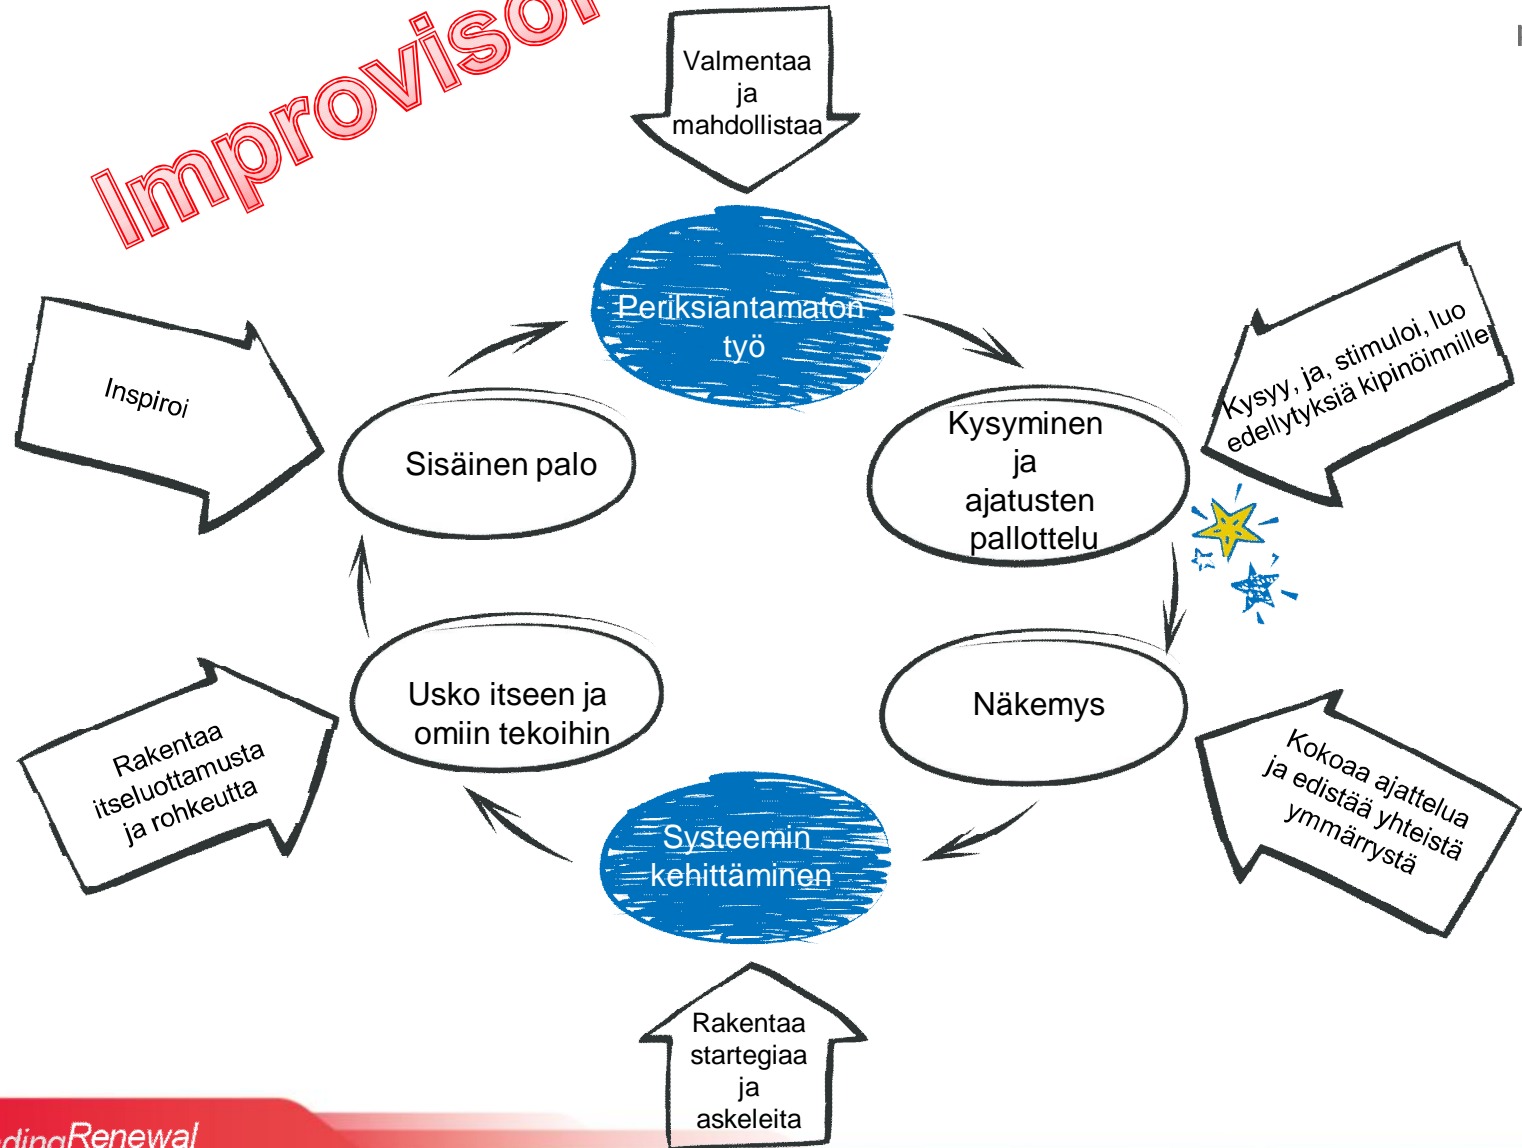 Improvisor
Valmentaa
ja
mahdollistaa
Periksiantamaton
työ
Kysyy, ja, stimuloi, luo
edellytyksiä kipinöinnille
Inspiroi
Sisäinen palo
Kysyminen
ja
ajatusten
pallottelu
Usko itseen ja
omiin tekoihin
Näkemys
Rakentaa
itseluottamusta
ja rohkeutta
Kokoaa ajattelua
ja edistää yhteistä
ymmärrystä
Systeemin
kehittäminen
Rakentaa
startegiaa
ja
askeleita
dingRenewal